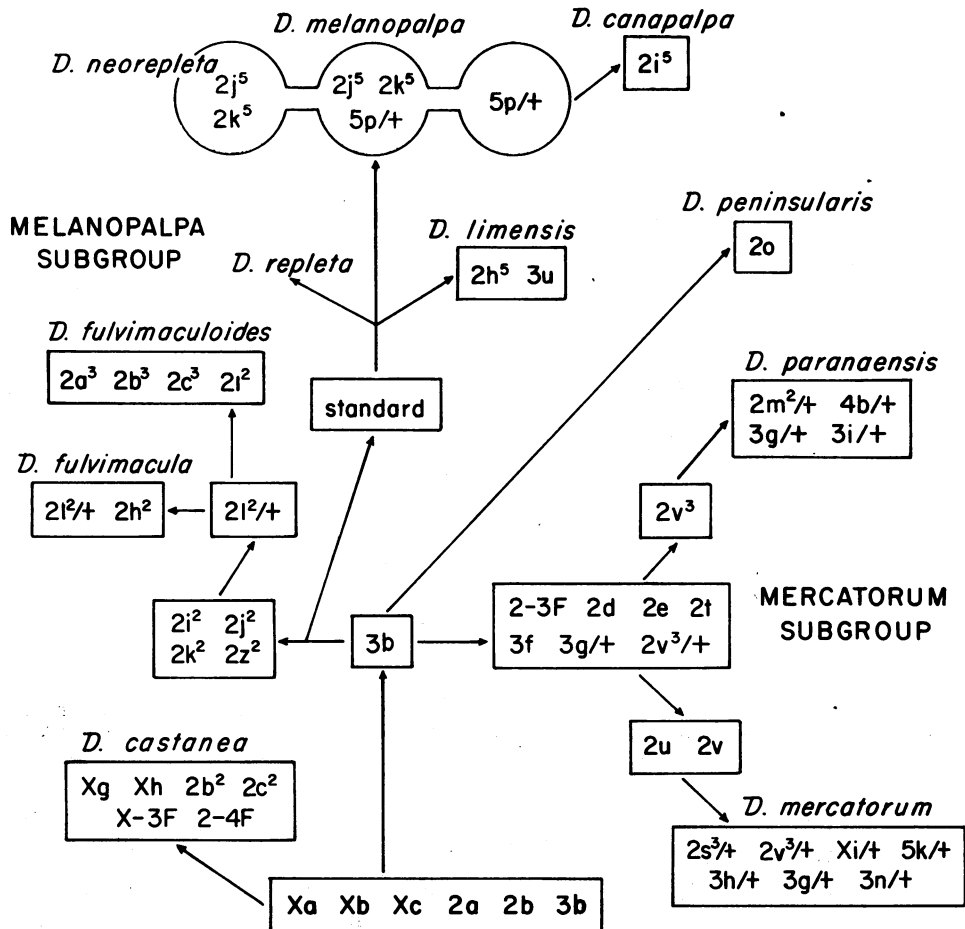 D. melanopalpa
D. canapalpa
D. neorepleta
2i⁵
2j⁵
2k⁵
2j⁵ 2k⁵
5p/+
5p/+
MELANOPALPA
SUBGROUP
D. peninsularis
2o
D. limensis
2h⁵ 3u
D. repleta
D. fulvimaculoides
2a³ 2b³ 2c³ 2l²
standard
D. paranaensis
2m²/+ 4b/+
3g/+ 3i/+
D. fulvimacula
2l²/+ 2h²
2l²/+
2v³
2i² 2j²
2k² 2z²
3b
2-3F 2d 2e 2t
3f 3g/+ 2v³/+
MERCATORUM
SUBGROUP
D. castanea
Xg Xh 2b² 2c²
X-3F 2-4F
2u 2v
D. mercatorum
2s³/+ 2v³/+ Xi/+ 5k/+
3h/+ 3g/+ 3n/+
Xa Xb Xc 2a 2b 3b